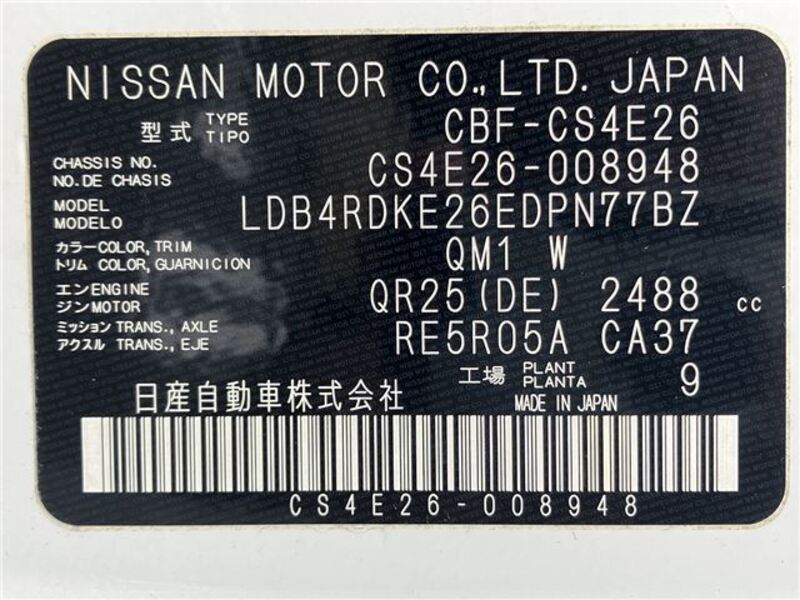 NISSAN MOTOR CO.,LTD. JAPAN
型式 TYPE TIPO CBF-CS4E26
CHASSIS NO. NO.DE CHASIS CS4E26-008948
MODEL MODELO LDB4RDKE26EDPN77BZ
カラー COLOR,TRIM
トリム COLOR,GUARNICION QM1 W
エンENGINE
ジンMOTOR QR25(DE) 2488 cc
ミッション TRANS., AXLE
アクスル TRANS., EJE RE5R05A CA37
工場 PLANT PLANTA 9
日産自動車株式会社 MADE IN JAPAN
CS4E26-008948